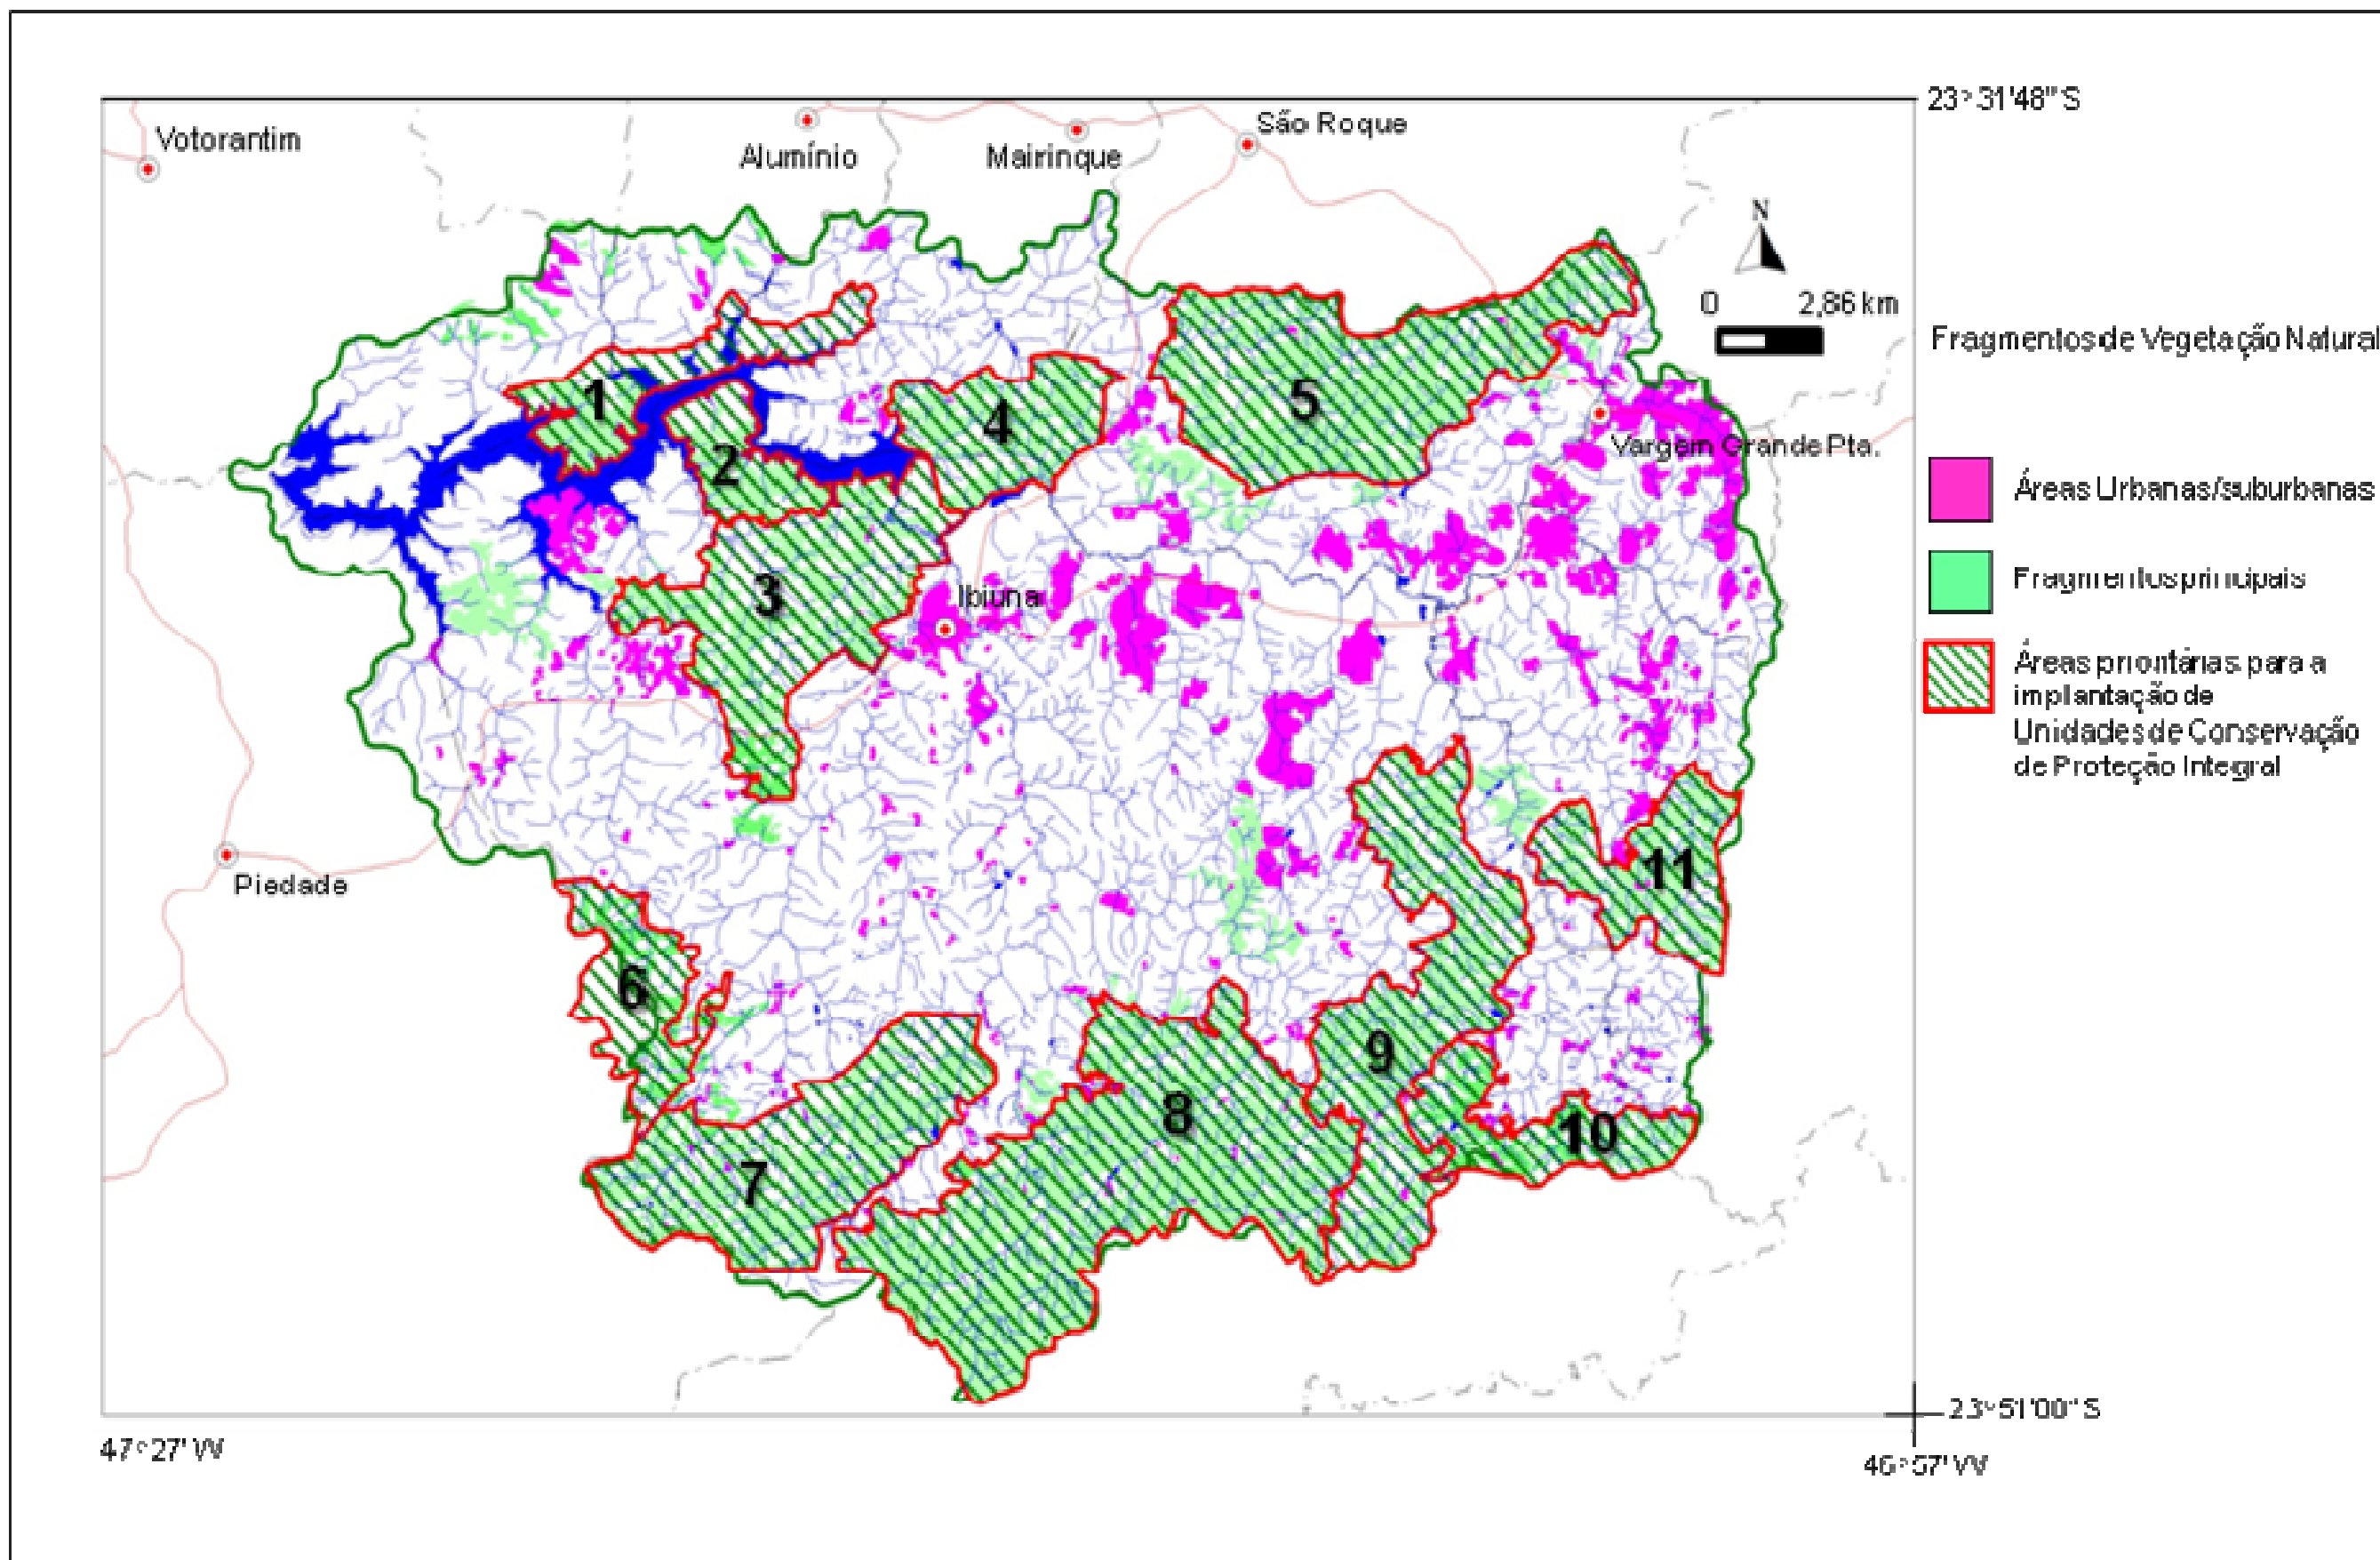 23°31'48" S
Votorantim
São Roque
Alumínio
Mairinque
N
0 2,86 km
Fragmentos de Vegetação Natural
1
5
4
Vargem Grande Pta.
2
Áreas Urbanas/suburbanas
3
Ibiuna
Fragmentos principais
Áreas prioritárias para a
implantação de
Unidades de Conservação
de Proteção Integral
11
Piedade
6
9
8
10
7
23°51'00" S
47°27' W
46°57' W